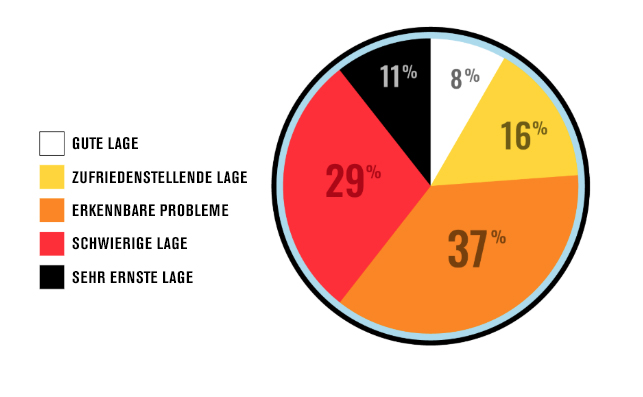 GUTE LAGE
ZUFRIEDENSTELLENDE LAGE
ERKENNBARE PROBLEME
SCHWIERIGE LAGE
SEHR ERNSTE LAGE
11%
8%
16%
29%
37%